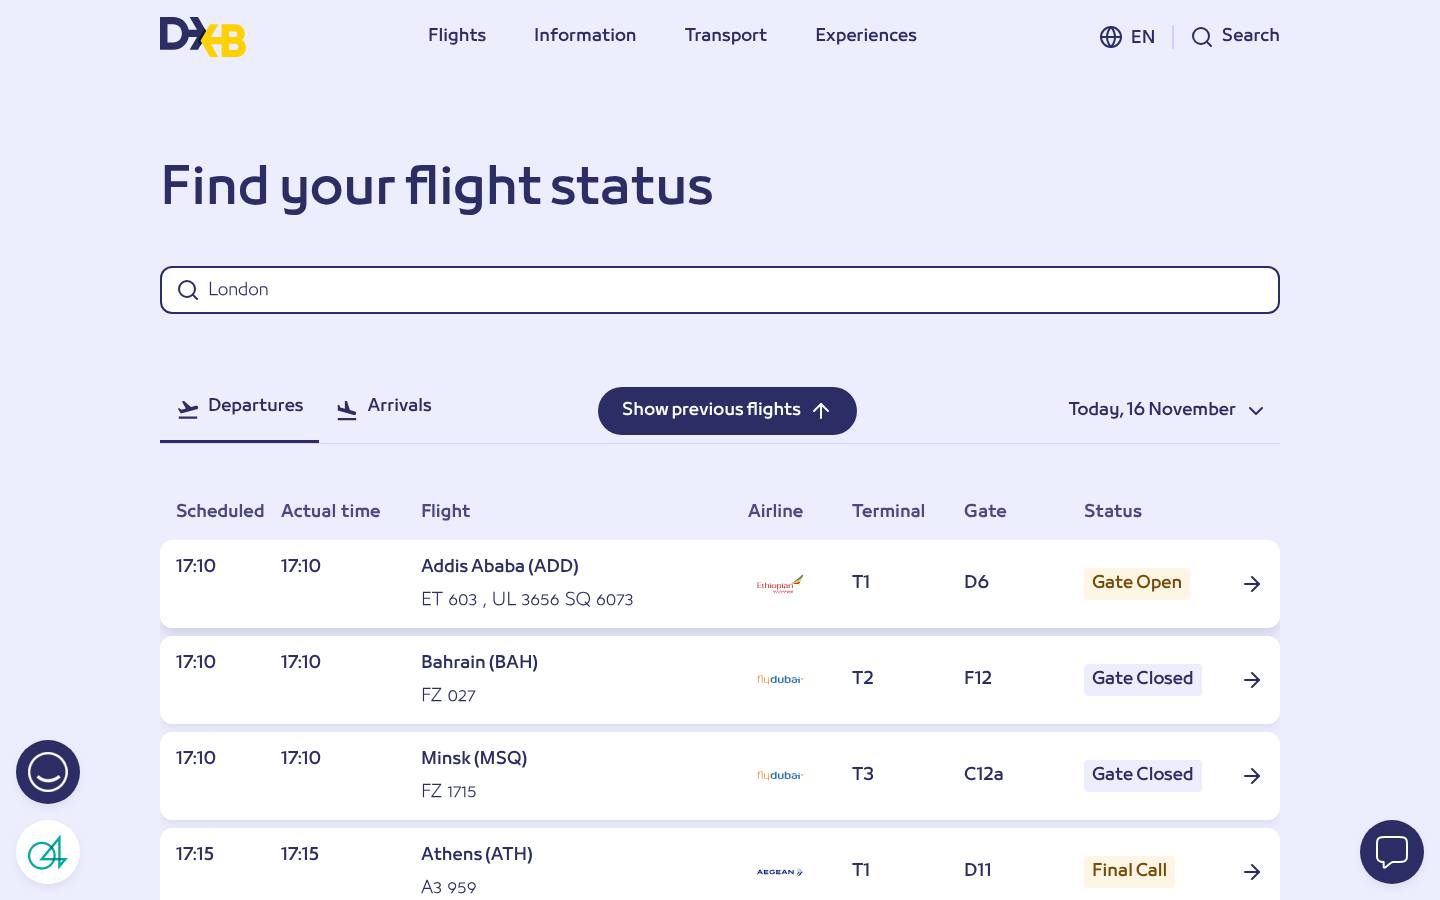 DXB
Flights
Information
Transport
Experiences
EN
Search
Find your flight status
London
Departures
Arrivals
Show previous flights
Today, 16 November
Scheduled Actual time Flight Airline Terminal Gate Status
17:10 17:10 Addis Ababa (ADD) Ethiopian T1 D6 Gate Open
ET 603 , UL 3656 SQ 6073
17:10 17:10 Bahrain (BAH) flydubai T2 F12 Gate Closed
FZ 027
17:10 17:10 Minsk (MSQ) flydubai T3 C12a Gate Closed
FZ 1715
17:15 17:15 Athens (ATH) AEGEAN T1 D11 Final Call
A3 959